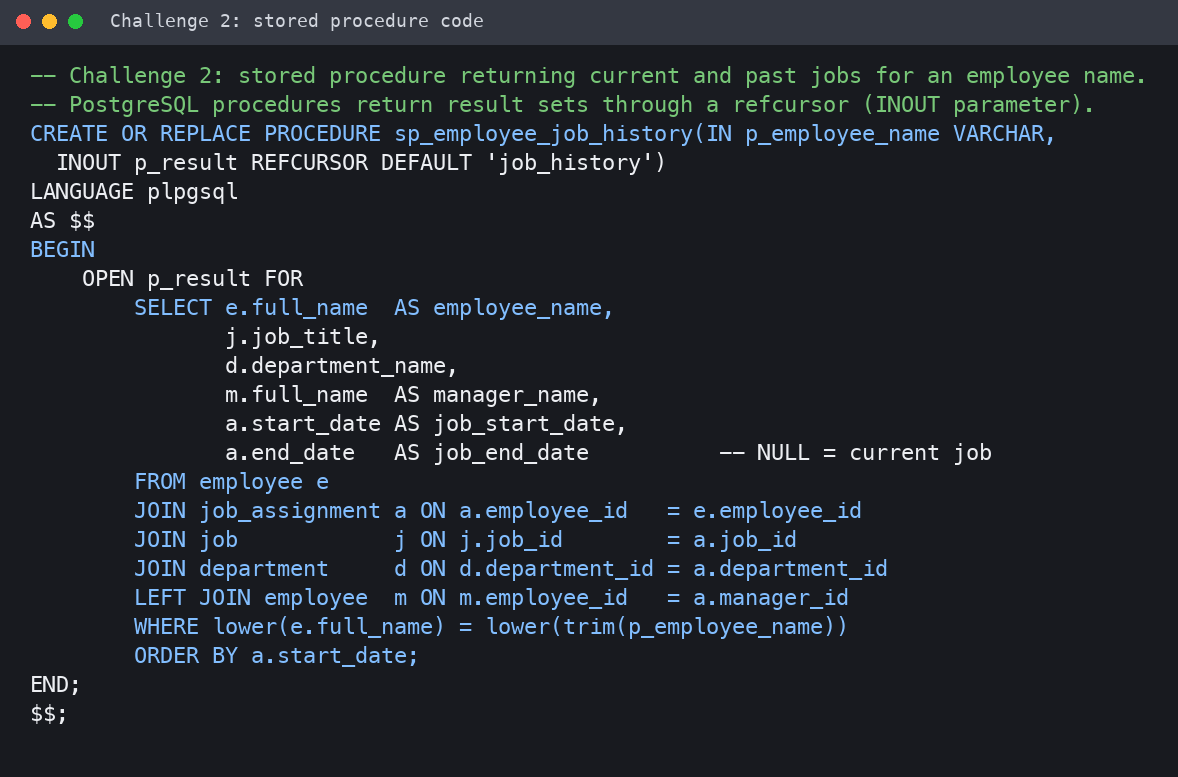 Challenge 2: stored procedure code
-- Challenge 2: stored procedure returning current and past jobs for an employee name.
-- PostgreSQL procedures return result sets through a refcursor (INOUT parameter).
CREATE OR REPLACE PROCEDURE sp_employee_job_history(IN p_employee_name VARCHAR,
  INOUT p_result REFCURSOR DEFAULT 'job_history')
LANGUAGE plpgsql
AS $$
BEGIN
    OPEN p_result FOR
        SELECT e.full_name  AS employee_name,
               j.job_title,
               d.department_name,
               m.full_name  AS manager_name,
               a.start_date AS job_start_date,
               a.end_date   AS job_end_date          -- NULL = current job
        FROM employee e
        JOIN job_assignment a ON a.employee_id   = e.employee_id
        JOIN job            j ON j.job_id        = a.job_id
        JOIN department     d ON d.department_id = a.department_id
        LEFT JOIN employee  m ON m.employee_id   = a.manager_id
        WHERE lower(e.full_name) = lower(trim(p_employee_name))
        ORDER BY a.start_date;
END;
$$;